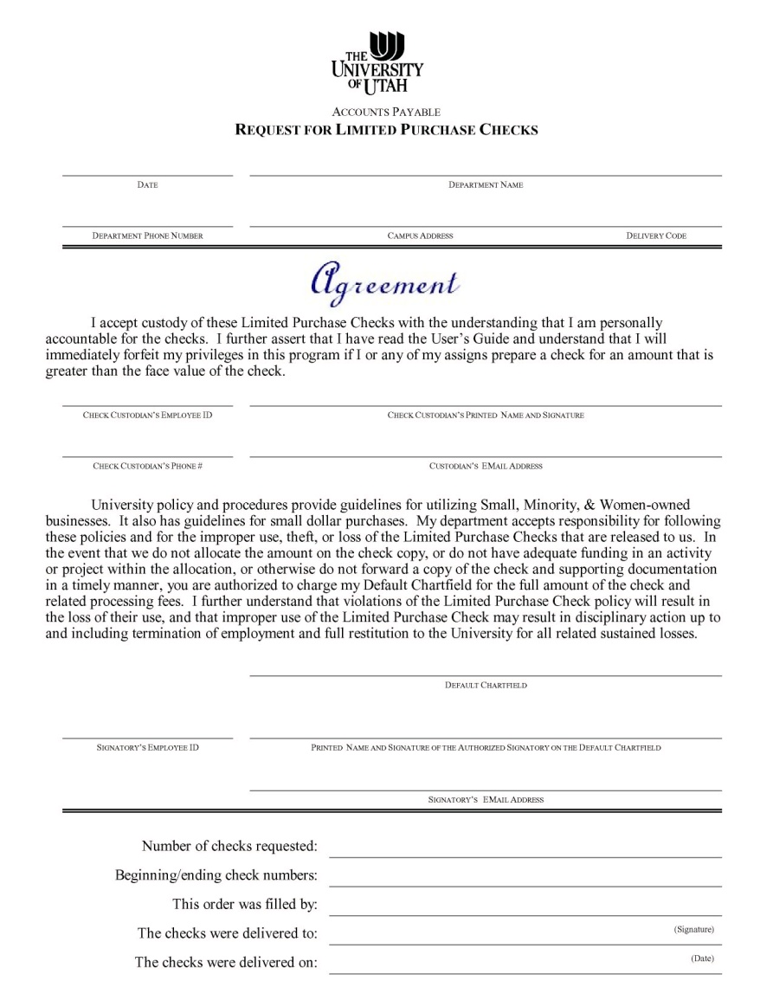 THE
UNIVERSITY
OF UTAH
ACCOUNTS PAYABLE
REQUEST FOR LIMITED PURCHASE CHECKS
DATE DEPARTMENT NAME
DEPARTMENT PHONE NUMBER CAMPUS ADDRESS DELIVERY CODE
Agreement
I accept custody of these Limited Purchase Checks with the understanding that I am personally
accountable for the checks. I further assert that I have read the User's Guide and understand that I will
immediately forfeit my privileges in this program if I or any of my assigns prepare a check for an amount that is
greater than the face value of the check.
CHECK CUSTODIAN'S EMPLOYEE ID CHECK CUSTODIAN'S PRINTED NAME AND SIGNATURE
CHECK CUSTODIAN'S PHONE # CUSTODIAN'S EMAIL ADDRESS
University policy and procedures provide guidelines for utilizing Small, Minority, & Women-owned
businesses. It also has guidelines for small dollar purchases. My department accepts responsibility for following
these policies and for the improper use, theft, or loss of the Limited Purchase Checks that are released to us. In
the event that we do not allocate the amount on the check copy, or do not have adequate funding in an activity
or project within the allocation, or otherwise do not forward a copy of the check and supporting documentation
in a timely manner, you are authorized to charge my Default Chartfield for the full amount of the check and
related processing fees. I further understand that violations of the Limited Purchase Check policy will result in
the loss of their use, and that improper use of the Limited Purchase Check may result in disciplinary action up to
and including termination of employment and full restitution to the University for all related sustained losses.
DEFAULT CHARTFIELD
SIGNATORY'S EMPLOYEE ID PRINTED NAME AND SIGNATURE OF THE AUTHORIZED SIGNATORY ON THE DEFAULT CHARTFIELD
SIGNATORY'S EMAIL ADDRESS
Number of checks requested:
Beginning/ending check numbers:
This order was filled by:
The checks were delivered to: (Signature)
The checks were delivered on: (Date)